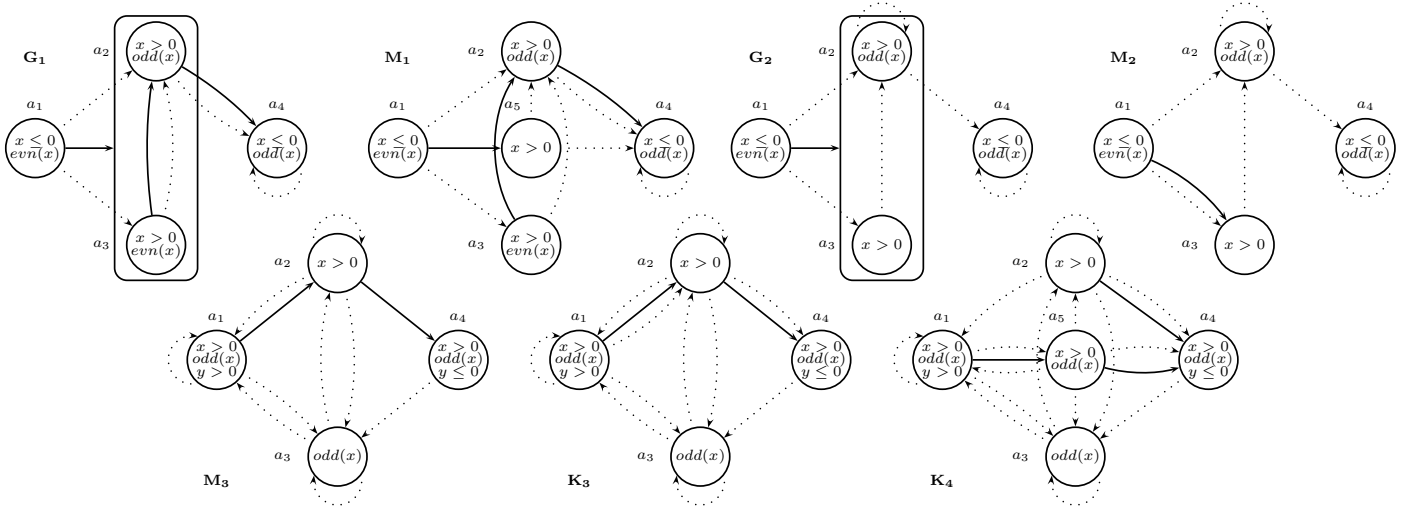 G₁
a₁
x ≤ 0
evn(x)
a₂
x > 0
odd(x)
a₃
x > 0
evn(x)
a₄
x ≤ 0
odd(x)
M₁
a₁
x ≤ 0
evn(x)
a₂
x > 0
odd(x)
a₅
x > 0
a₃
x > 0
evn(x)
a₄
x ≤ 0
odd(x)
G₂
a₁
x ≤ 0
evn(x)
a₂
x > 0
odd(x)
a₃
x > 0
a₄
x ≤ 0
odd(x)
M₂
a₁
x ≤ 0
evn(x)
a₂
x > 0
odd(x)
a₃
x > 0
a₄
x ≤ 0
odd(x)
M₃
a₁
x > 0
odd(x)
y > 0
a₂
x > 0
a₃
odd(x)
a₄
x > 0
odd(x)
y ≤ 0
K₃
a₁
x > 0
odd(x)
y > 0
a₂
x > 0
a₃
odd(x)
a₄
x > 0
odd(x)
y ≤ 0
K₄
a₁
x > 0
odd(x)
y > 0
a₂
x > 0
a₅
x > 0
odd(x)
a₃
odd(x)
a₄
x > 0
odd(x)
y ≤ 0